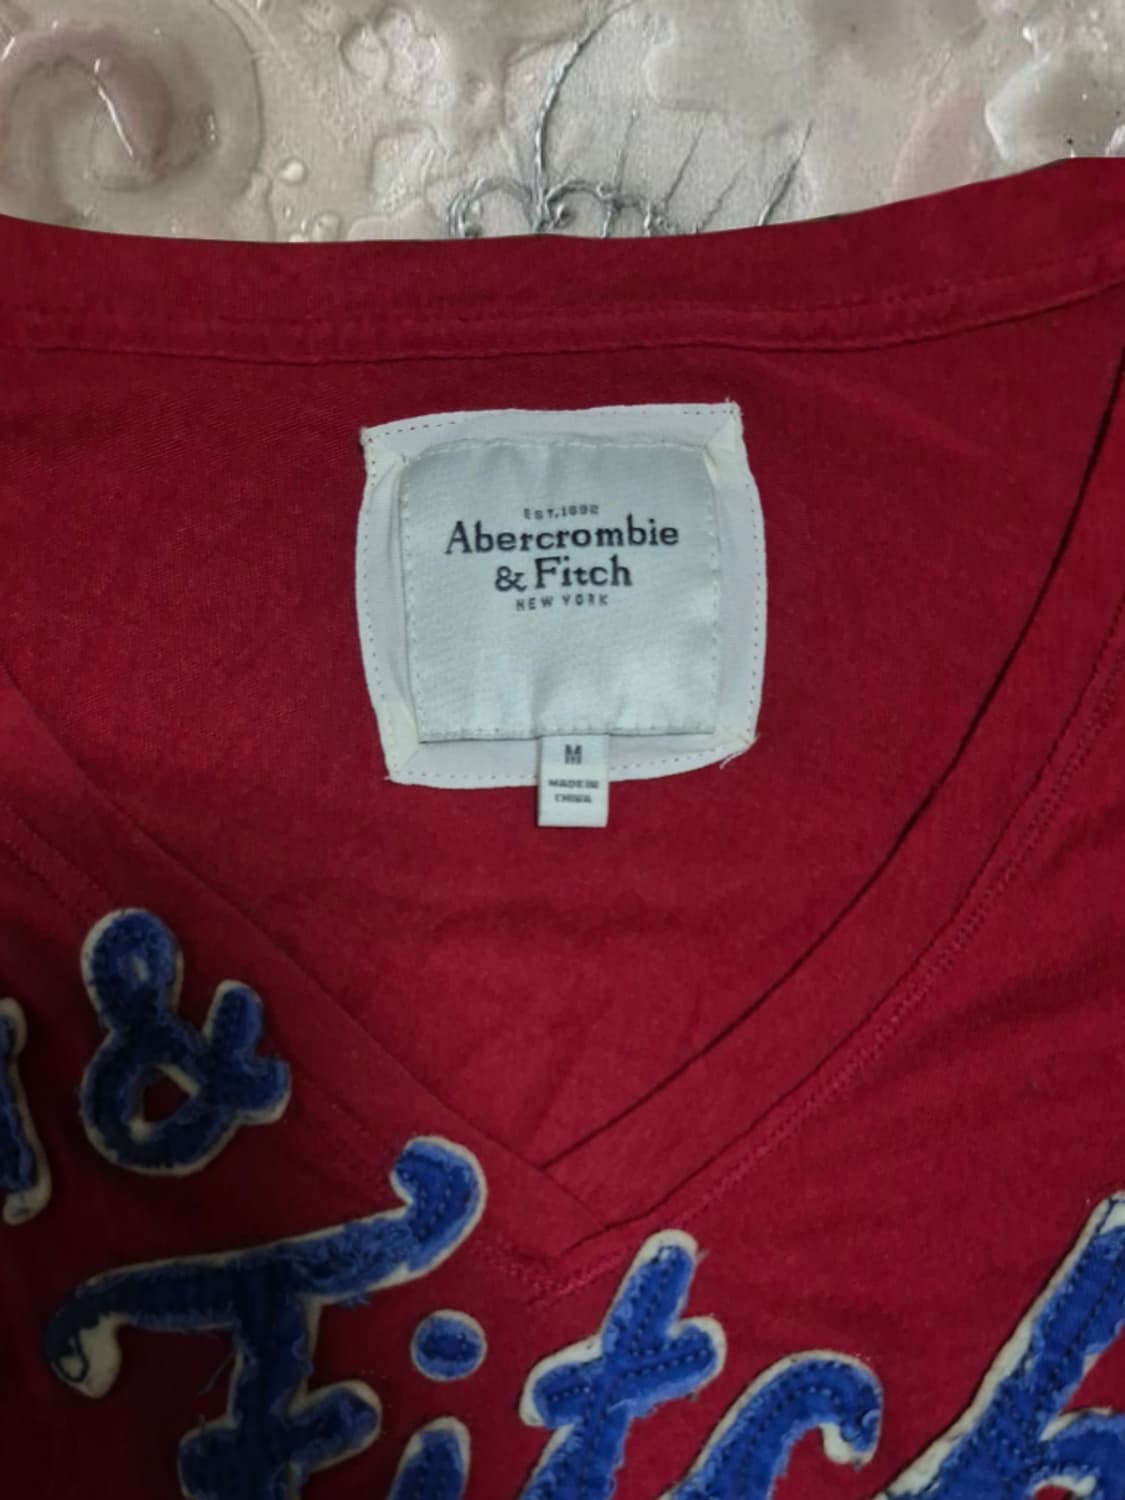 EST. 1892
Abercrombie
& Fitch
NEW YORK
M
MADE IN
CHINA
&
Fitch